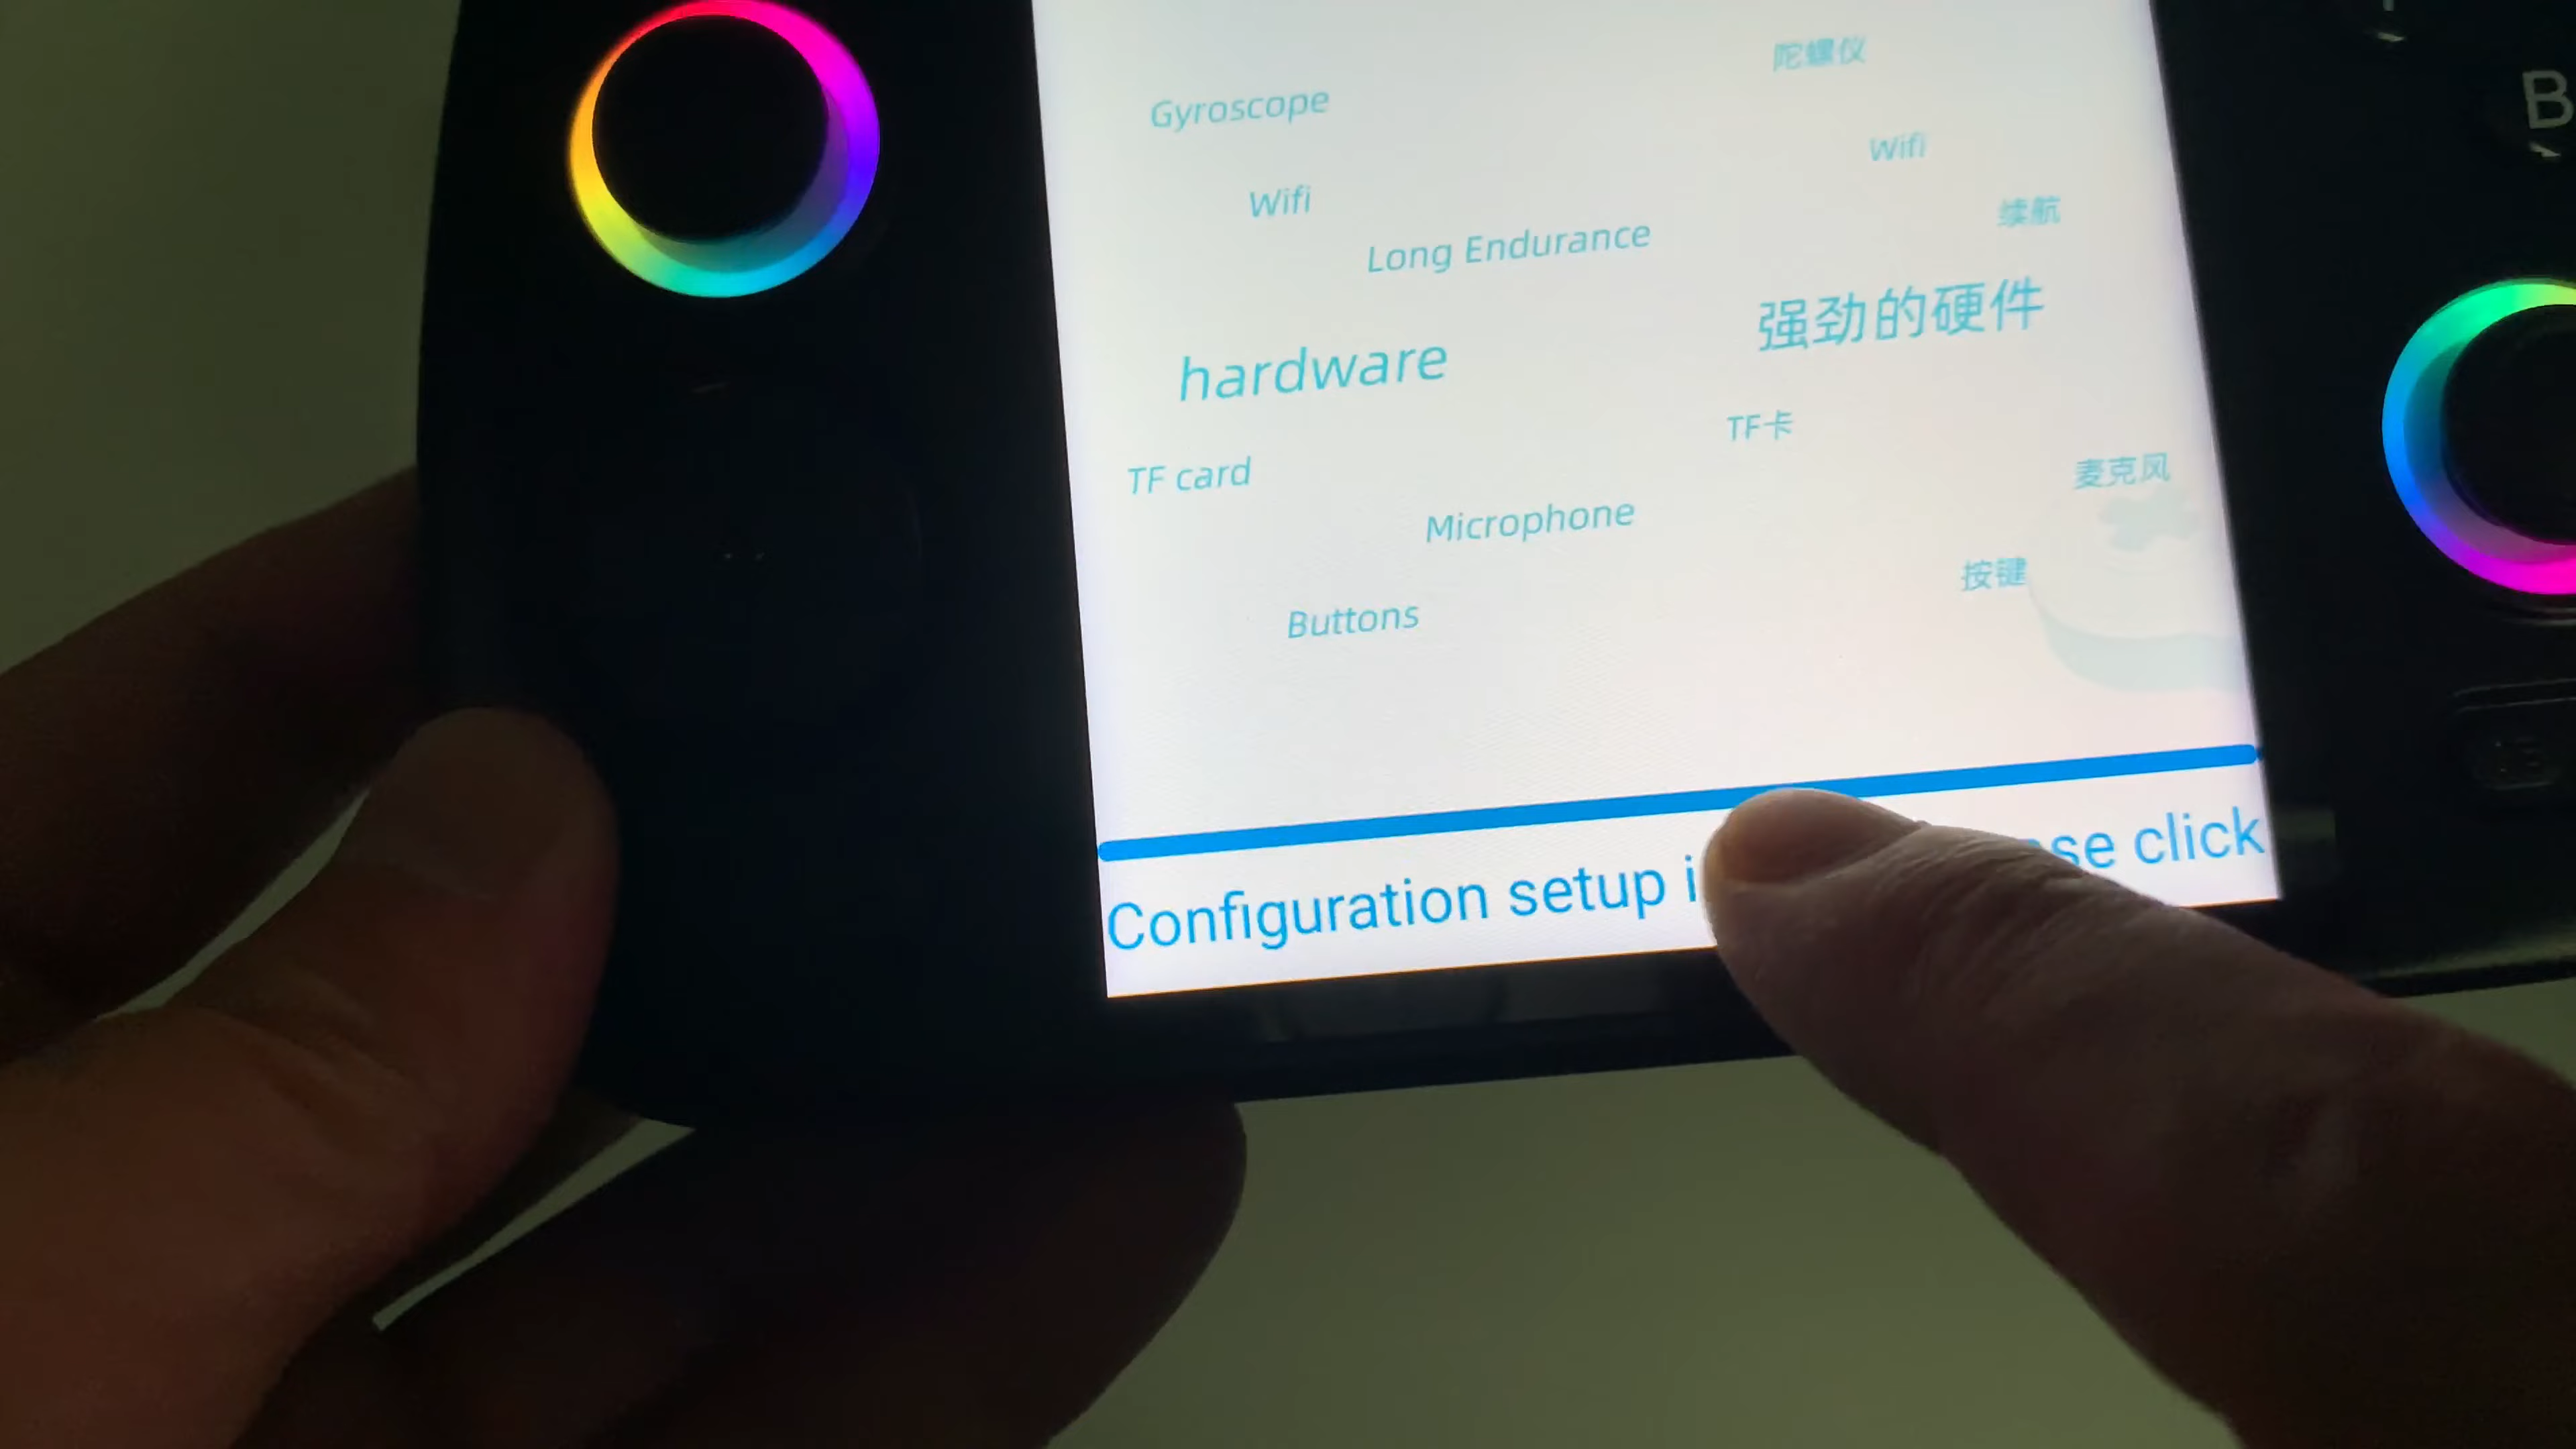 陀螺仪
Gyroscope
Wifi
Wifi
续航
Long Endurance
强劲的硬件
hardware
TF卡
TF card
麦克风
Microphone
按键
Buttons
Configuration setup click
B